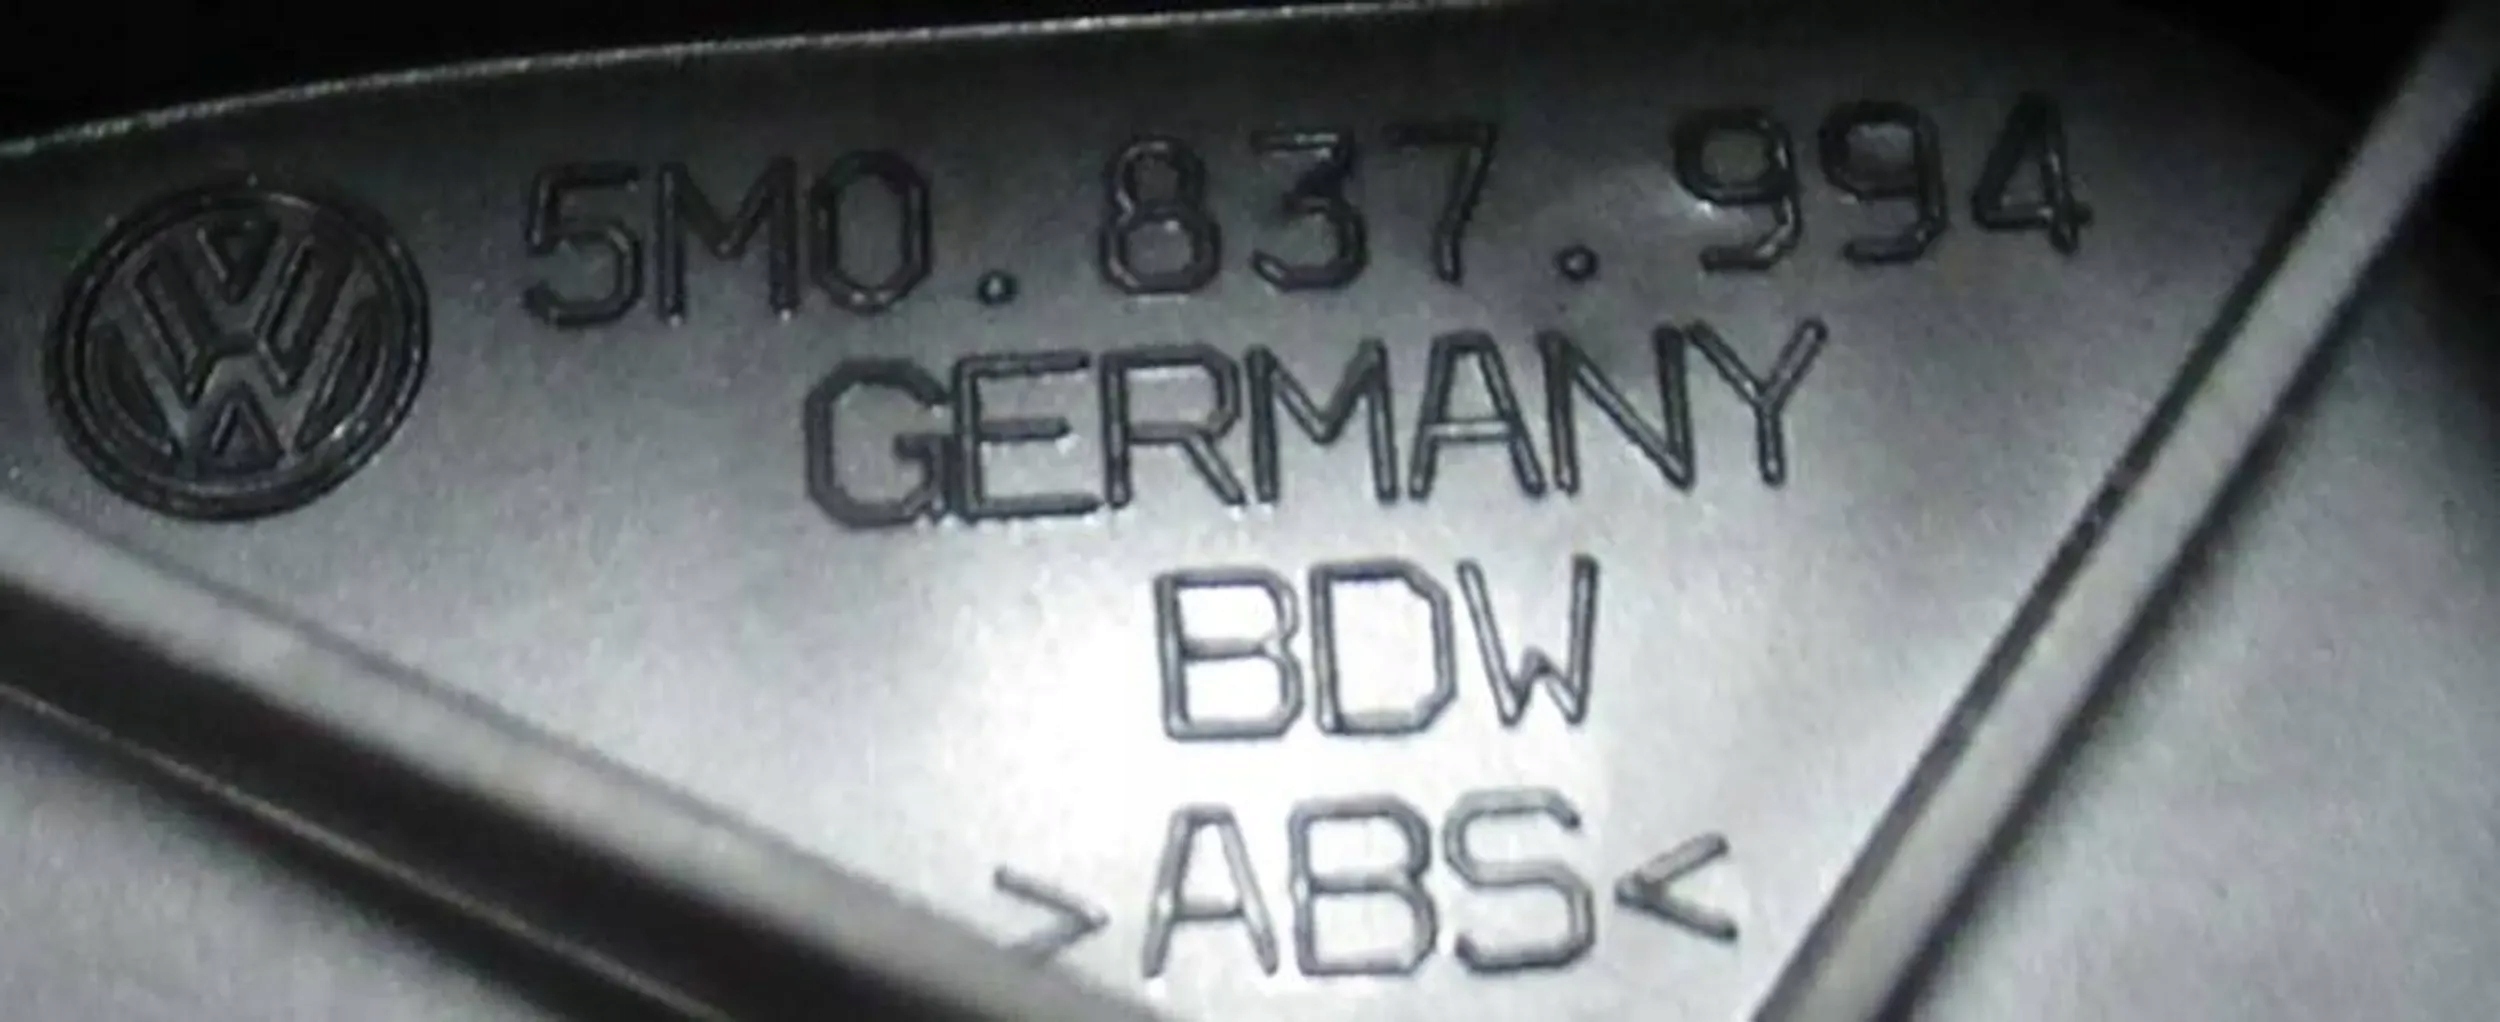 5M0.837.994
GERMANY
BDW
>ABS<